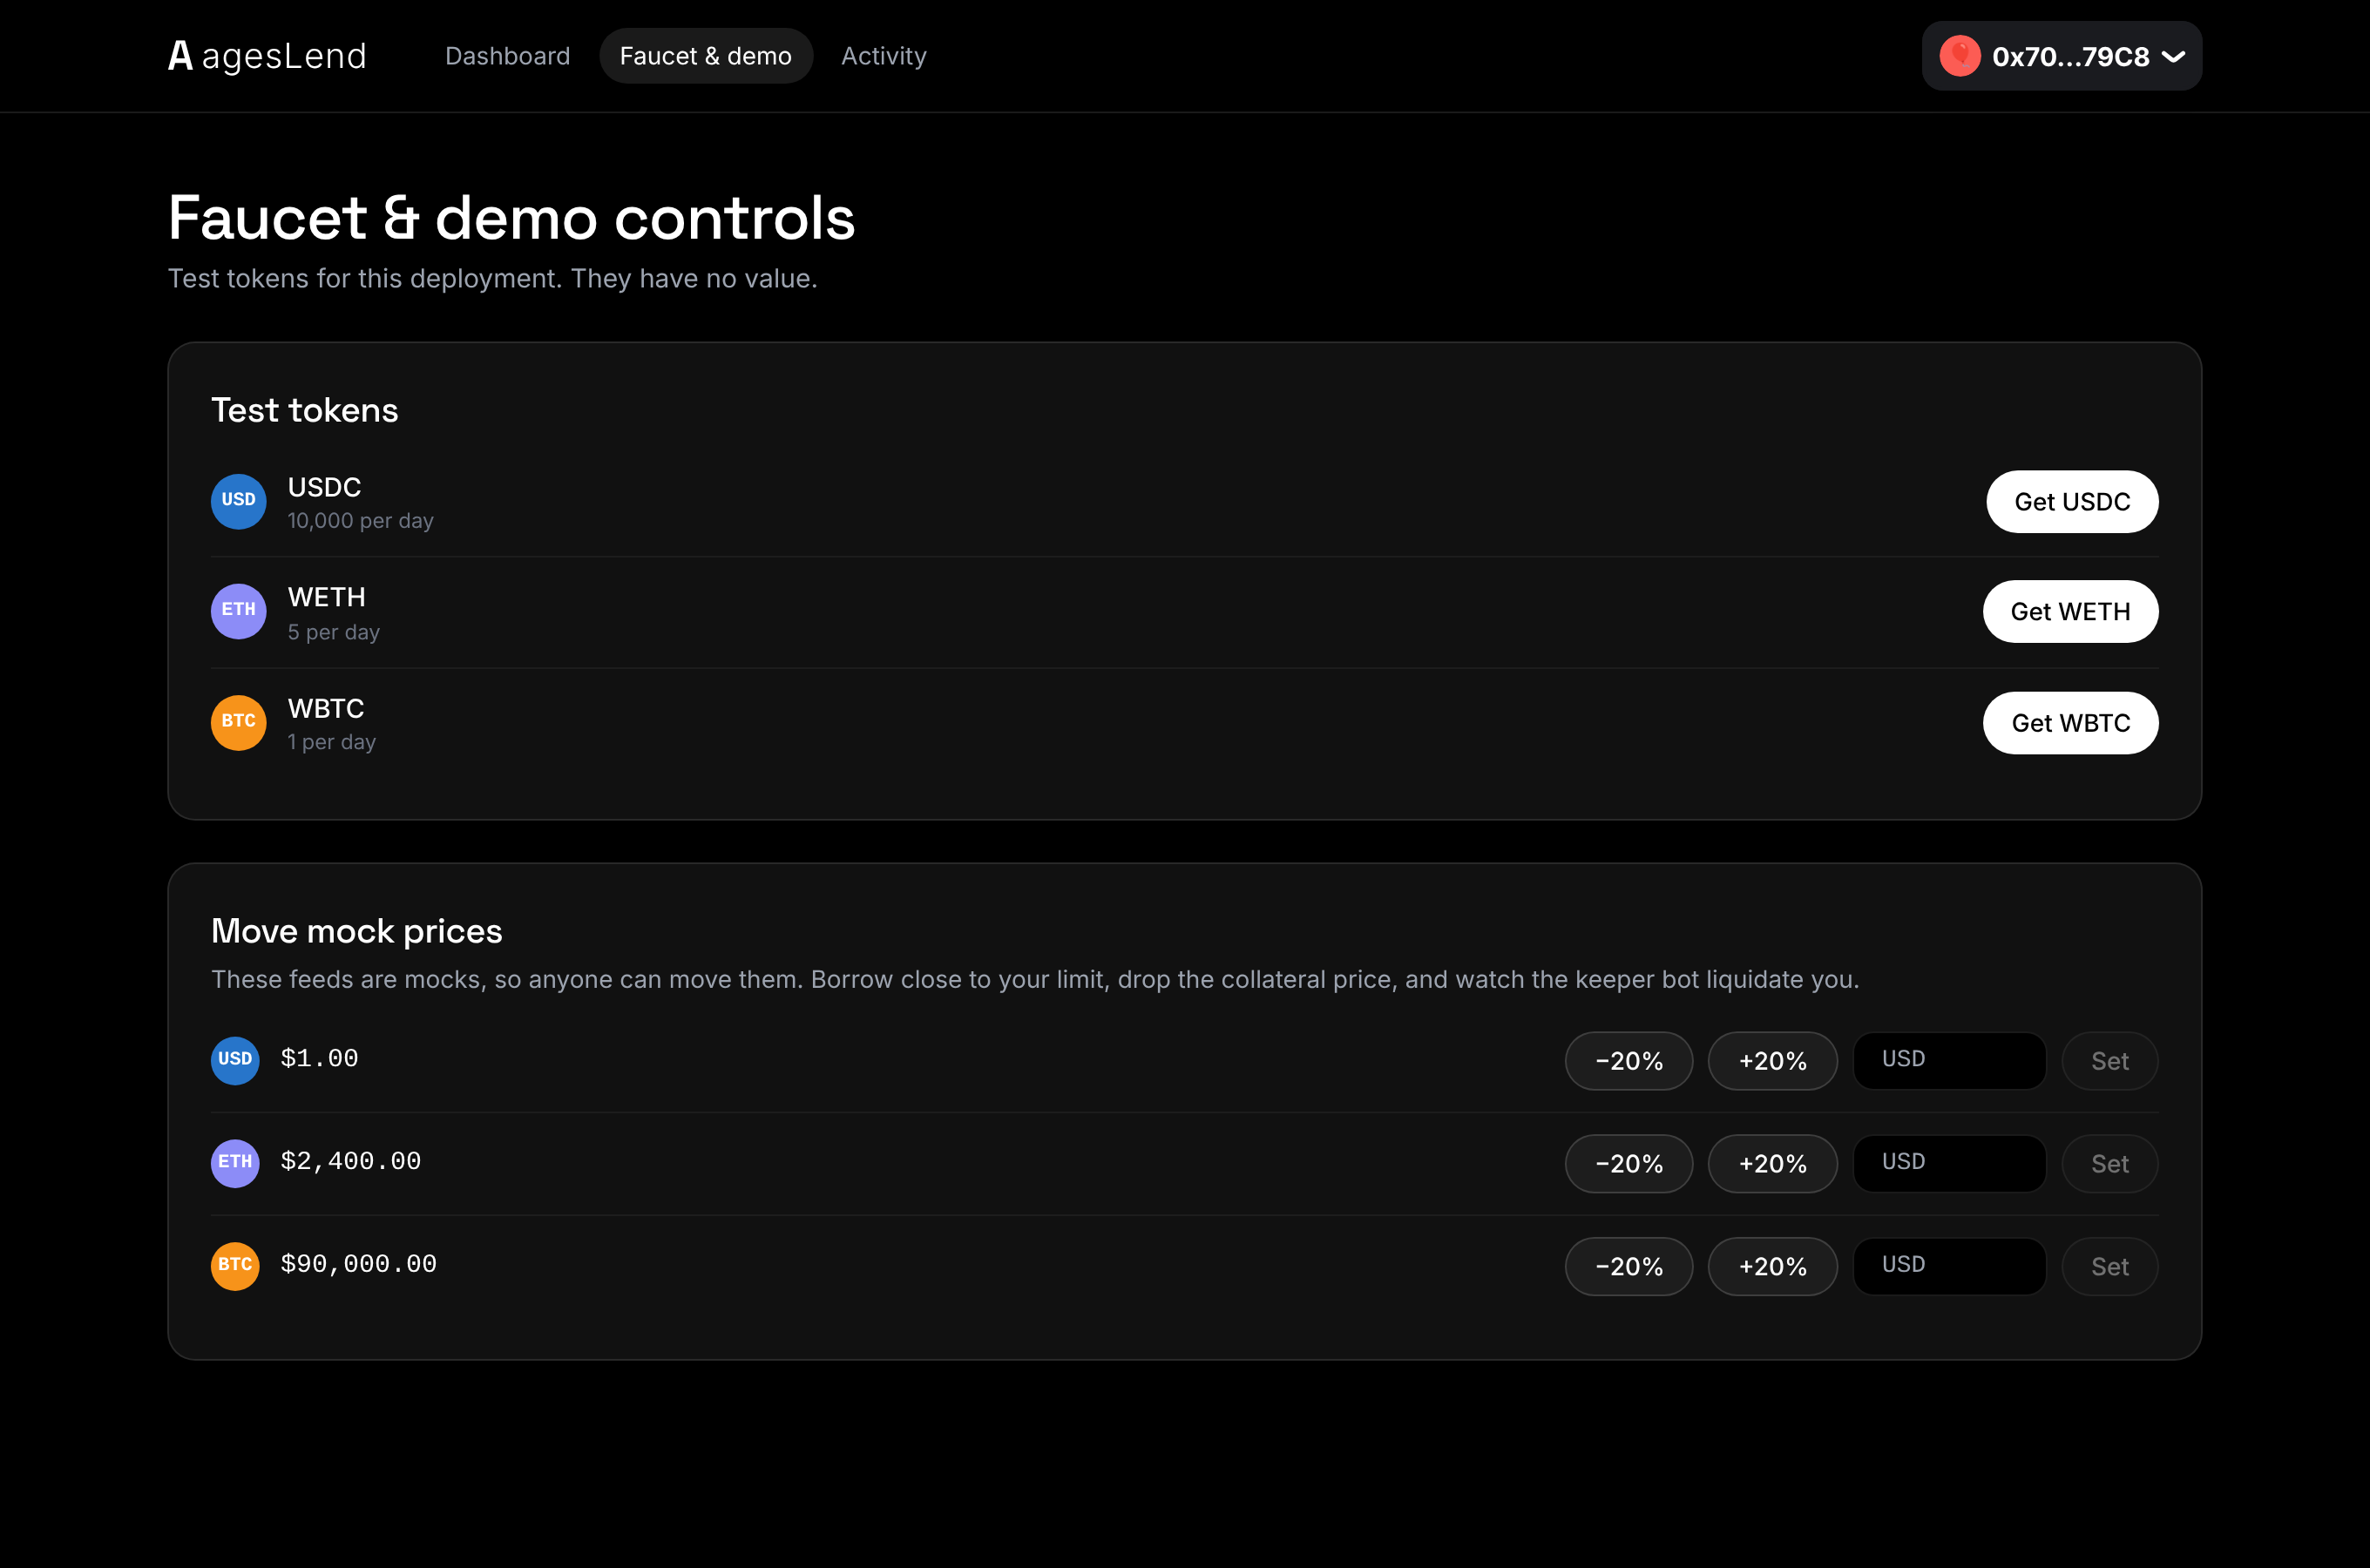 A agesLend Dashboard Faucet & demo Activity 0x70...79C8
Faucet & demo controls
Test tokens for this deployment. They have no value.
Test tokens
USD USDC Get USDC
10,000 per day
ETH WETH Get WETH
5 per day
BTC WBTC Get WBTC
1 per day
Move mock prices
These feeds are mocks, so anyone can move them. Borrow close to your limit, drop the collateral price, and watch the keeper bot liquidate you.
USD $1.00 −20% +20% USD Set
ETH $2,400.00 −20% +20% USD Set
BTC $90,000.00 −20% +20% USD Set